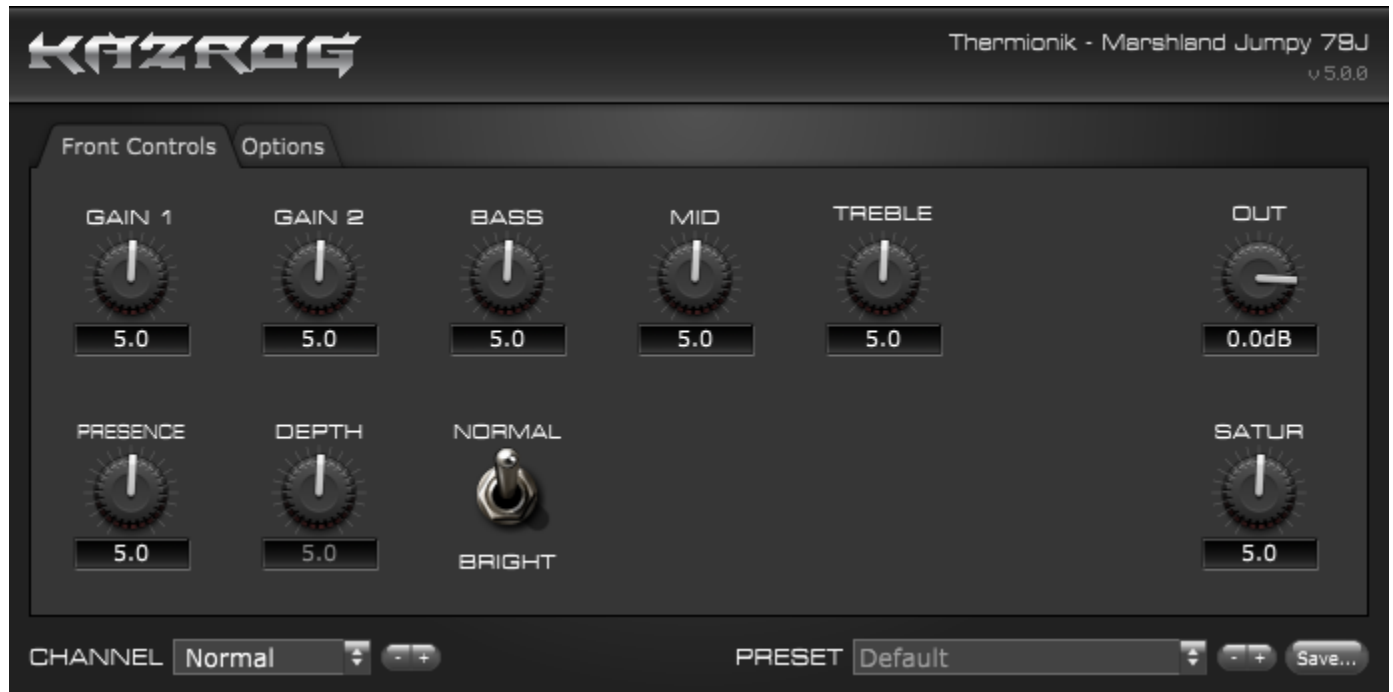 KAZROG
Thermionik - Marshland Jumpy 79J
v 5.0.0
Front Controls Options
GAIN 1 GAIN 2 BASS MID TREBLE OUT
5.0 5.0 5.0 5.0 5.0 0.0dB
PRESENCE DEPTH NORMAL SATUR
5.0 5.0 BRIGHT 5.0
CHANNEL Normal - + PRESET Default - + Save...